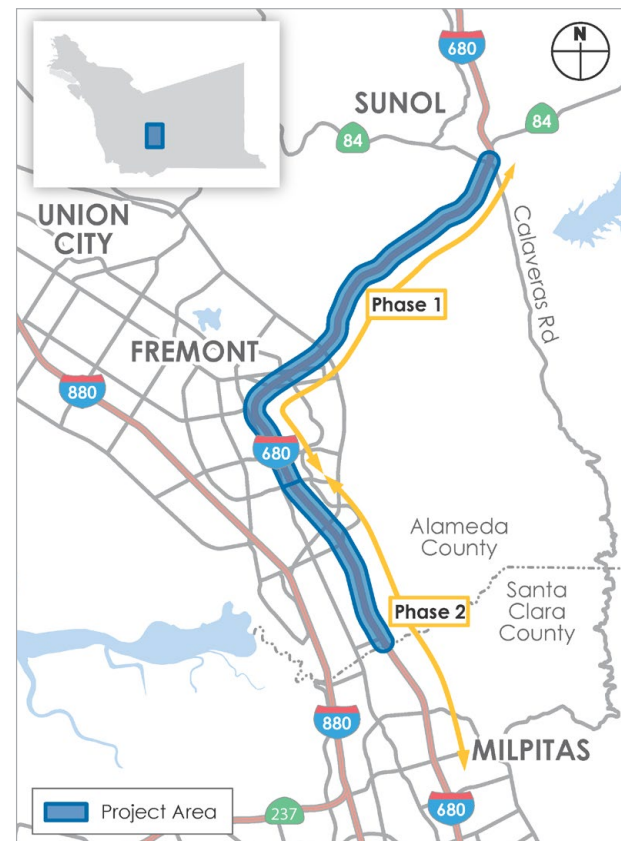 N
680
SUNOL
84
84
UNION
CITY
Calaveras Rd
Phase 1
FREMONT
880
680
Alameda
County
Santa
Clara
County
Phase 2
880
MILPITAS
Project Area
237
680